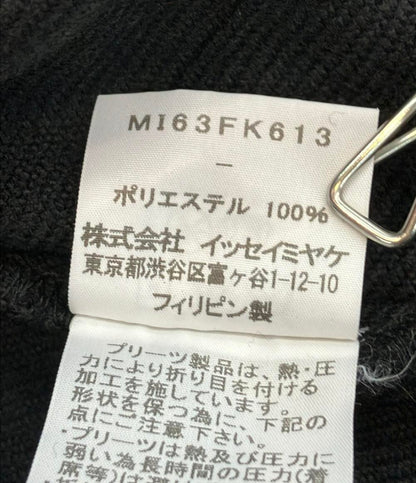 MI63FK613
—
ポリエステル 100%
株式会社 イッセイミヤケ
東京都渋谷区富ヶ谷1-12-10
フィリピン製
プリーツ製品は、熱・圧
力により折り目を付ける
加工を施しています。
形状を保つ為に、下記の
点にご注意下さい。
・プリーツは熱及び圧力に
弱い為長時間の圧力(着
席等)は避